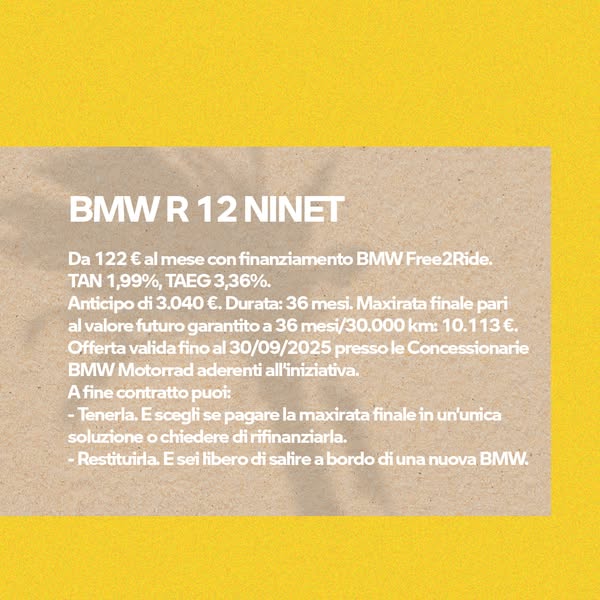 BMW R 12 NINET
Da 122 € al mese con finanziamento BMW Free2Ride.
TAN 1,99%, TAEG 3,36%.
Anticipo di 3.040 €. Durata: 36 mesi. Maxirata finale pari
al valore futuro garantito a 36 mesi/30.000 km: 10.113 €.
Offerta valida fino al 30/09/2025 presso le Concessionarie
BMW Motorrad aderenti all'iniziativa.
A fine contratto puoi:
- Tenerla. E scegli se pagare la maxirata finale in un'unica
soluzione o chiedere di rifinanziarla.
- Restituirla. E sei libero di salire a bordo di una nuova BMW.